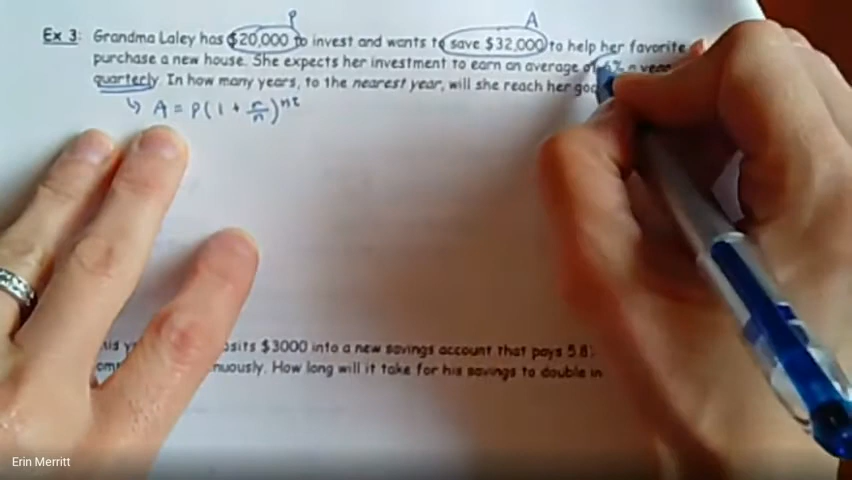 P A
Ex 3: Grandma Laley has $20,000 to invest and wants to save $32,000 to help her favorite
purchase a new house. She expects her investment to earn an average of 6% a year
quarterly. In how many years, to the nearest year, will she reach her
↳ A = P(1 + r/n)^nt
$3000 into a new savings account that pays 5.8%
How long will it take for his savings to double in
Erin Merritt